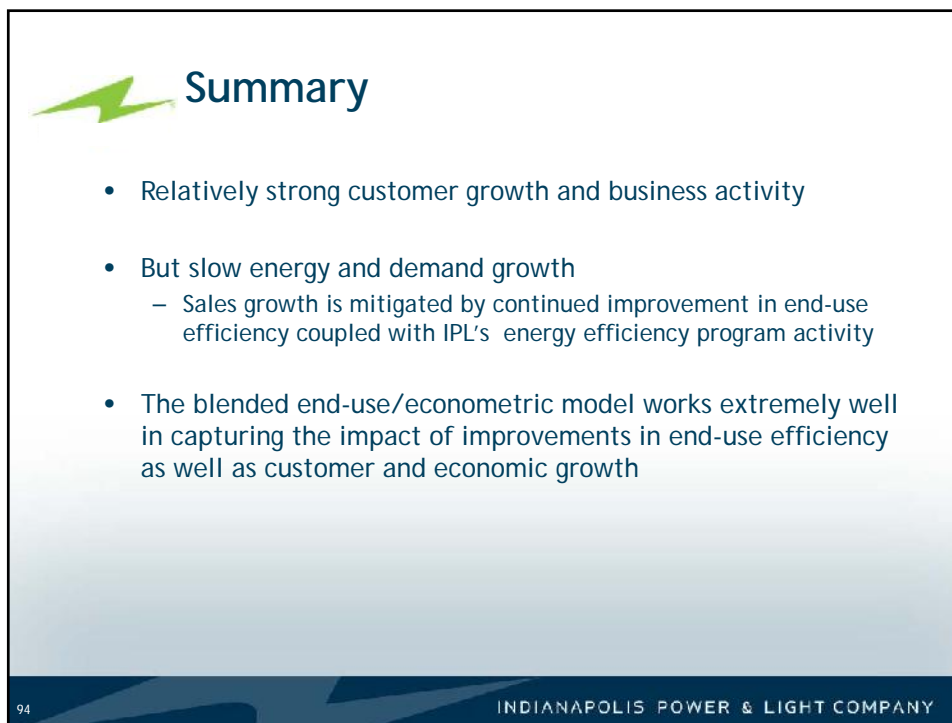 Summary
• Relatively strong customer growth and business activity
• But slow energy and demand growth
– Sales growth is mitigated by continued improvement in end-use
efficiency coupled with IPL's  energy efficiency program activity
• The blended end-use/econometric model works extremely well
in capturing the impact of improvements in end-use efficiency
as well as customer and economic growth
94
INDIANAPOLIS POWER & LIGHT COMPANY